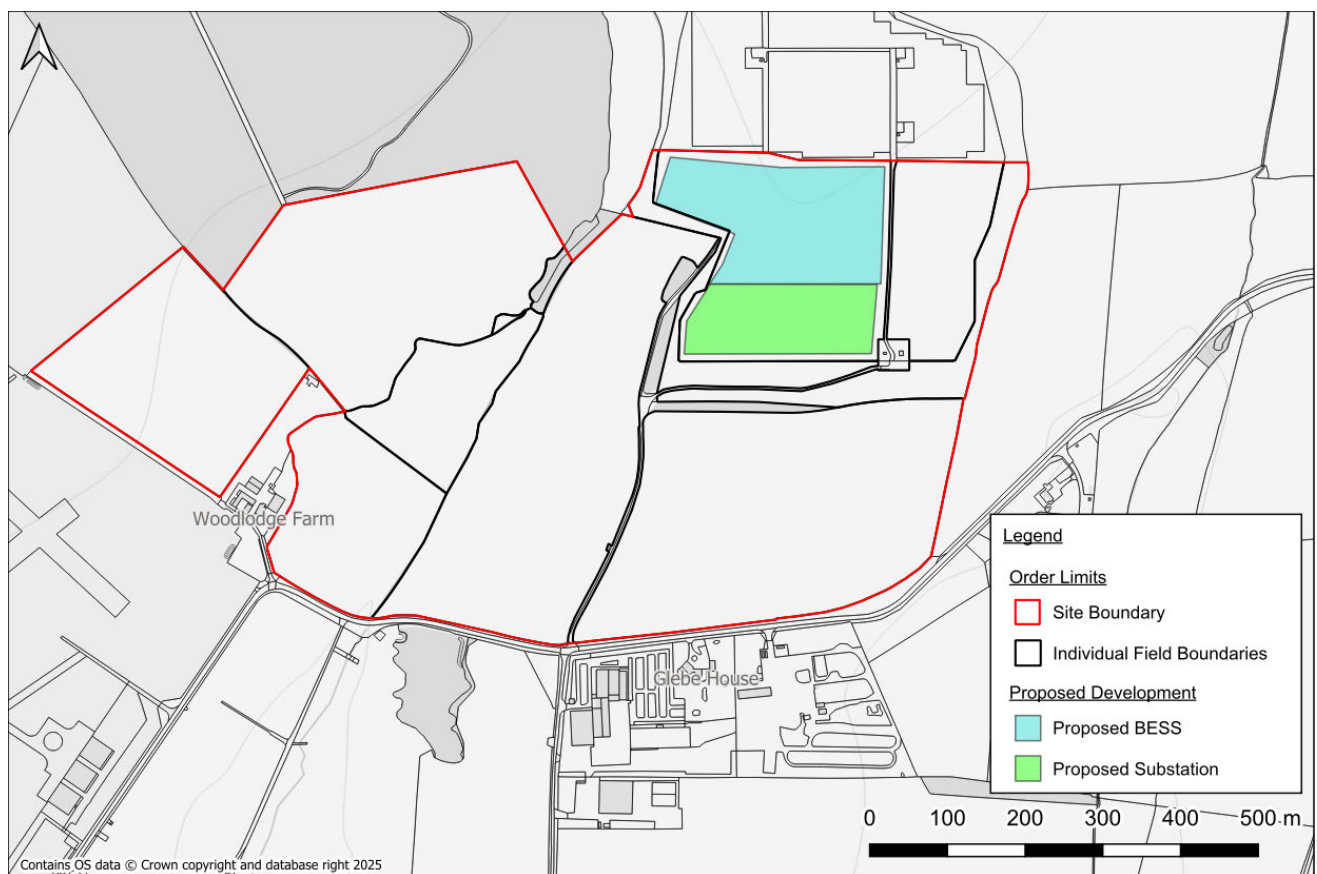 Woodlodge Farm
Glebe House
Legend
Order Limits
Site Boundary
Individual Field Boundaries
Proposed Development
Proposed BESS
Proposed Substation
0 100 200 300 400 500 m
Contains OS data © Crown copyright and database right 2025